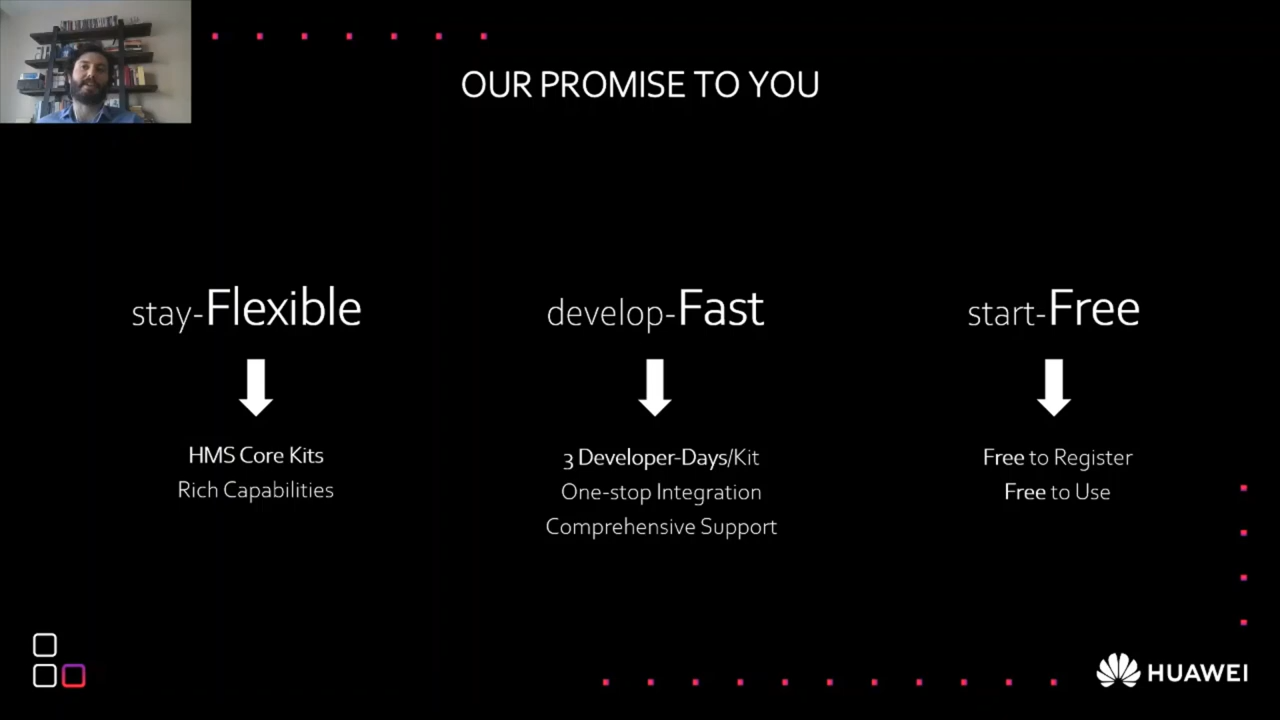 OUR PROMISE TO YOU
stay-Flexible
HMS Core Kits
Rich Capabilities
develop-Fast
3 Developer-Days/Kit
One-stop Integration
Comprehensive Support
start-Free
Free to Register
Free to Use
HUAWEI